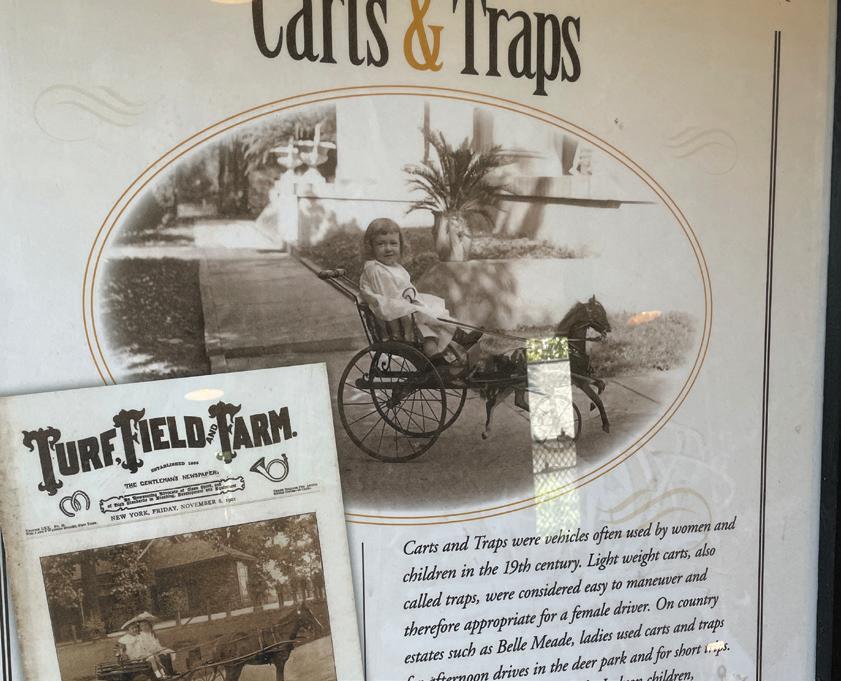 Carts & Traps
TURF, FIELD AND FARM.
ESTABLISHED 1865
THE GENTLEMAN'S NEWSPAPER,
NEW YORK, FRIDAY, NOVEMBER 8, 1901
Carts and Traps were vehicles often used by women and
children in the 19th century. Light weight carts, also
called traps, were considered easy to maneuver and
therefore appropriate for a female driver. On country
estates such as Belle Meade, ladies used carts and traps
for afternoon drives in the deer park and for short trips.
children,